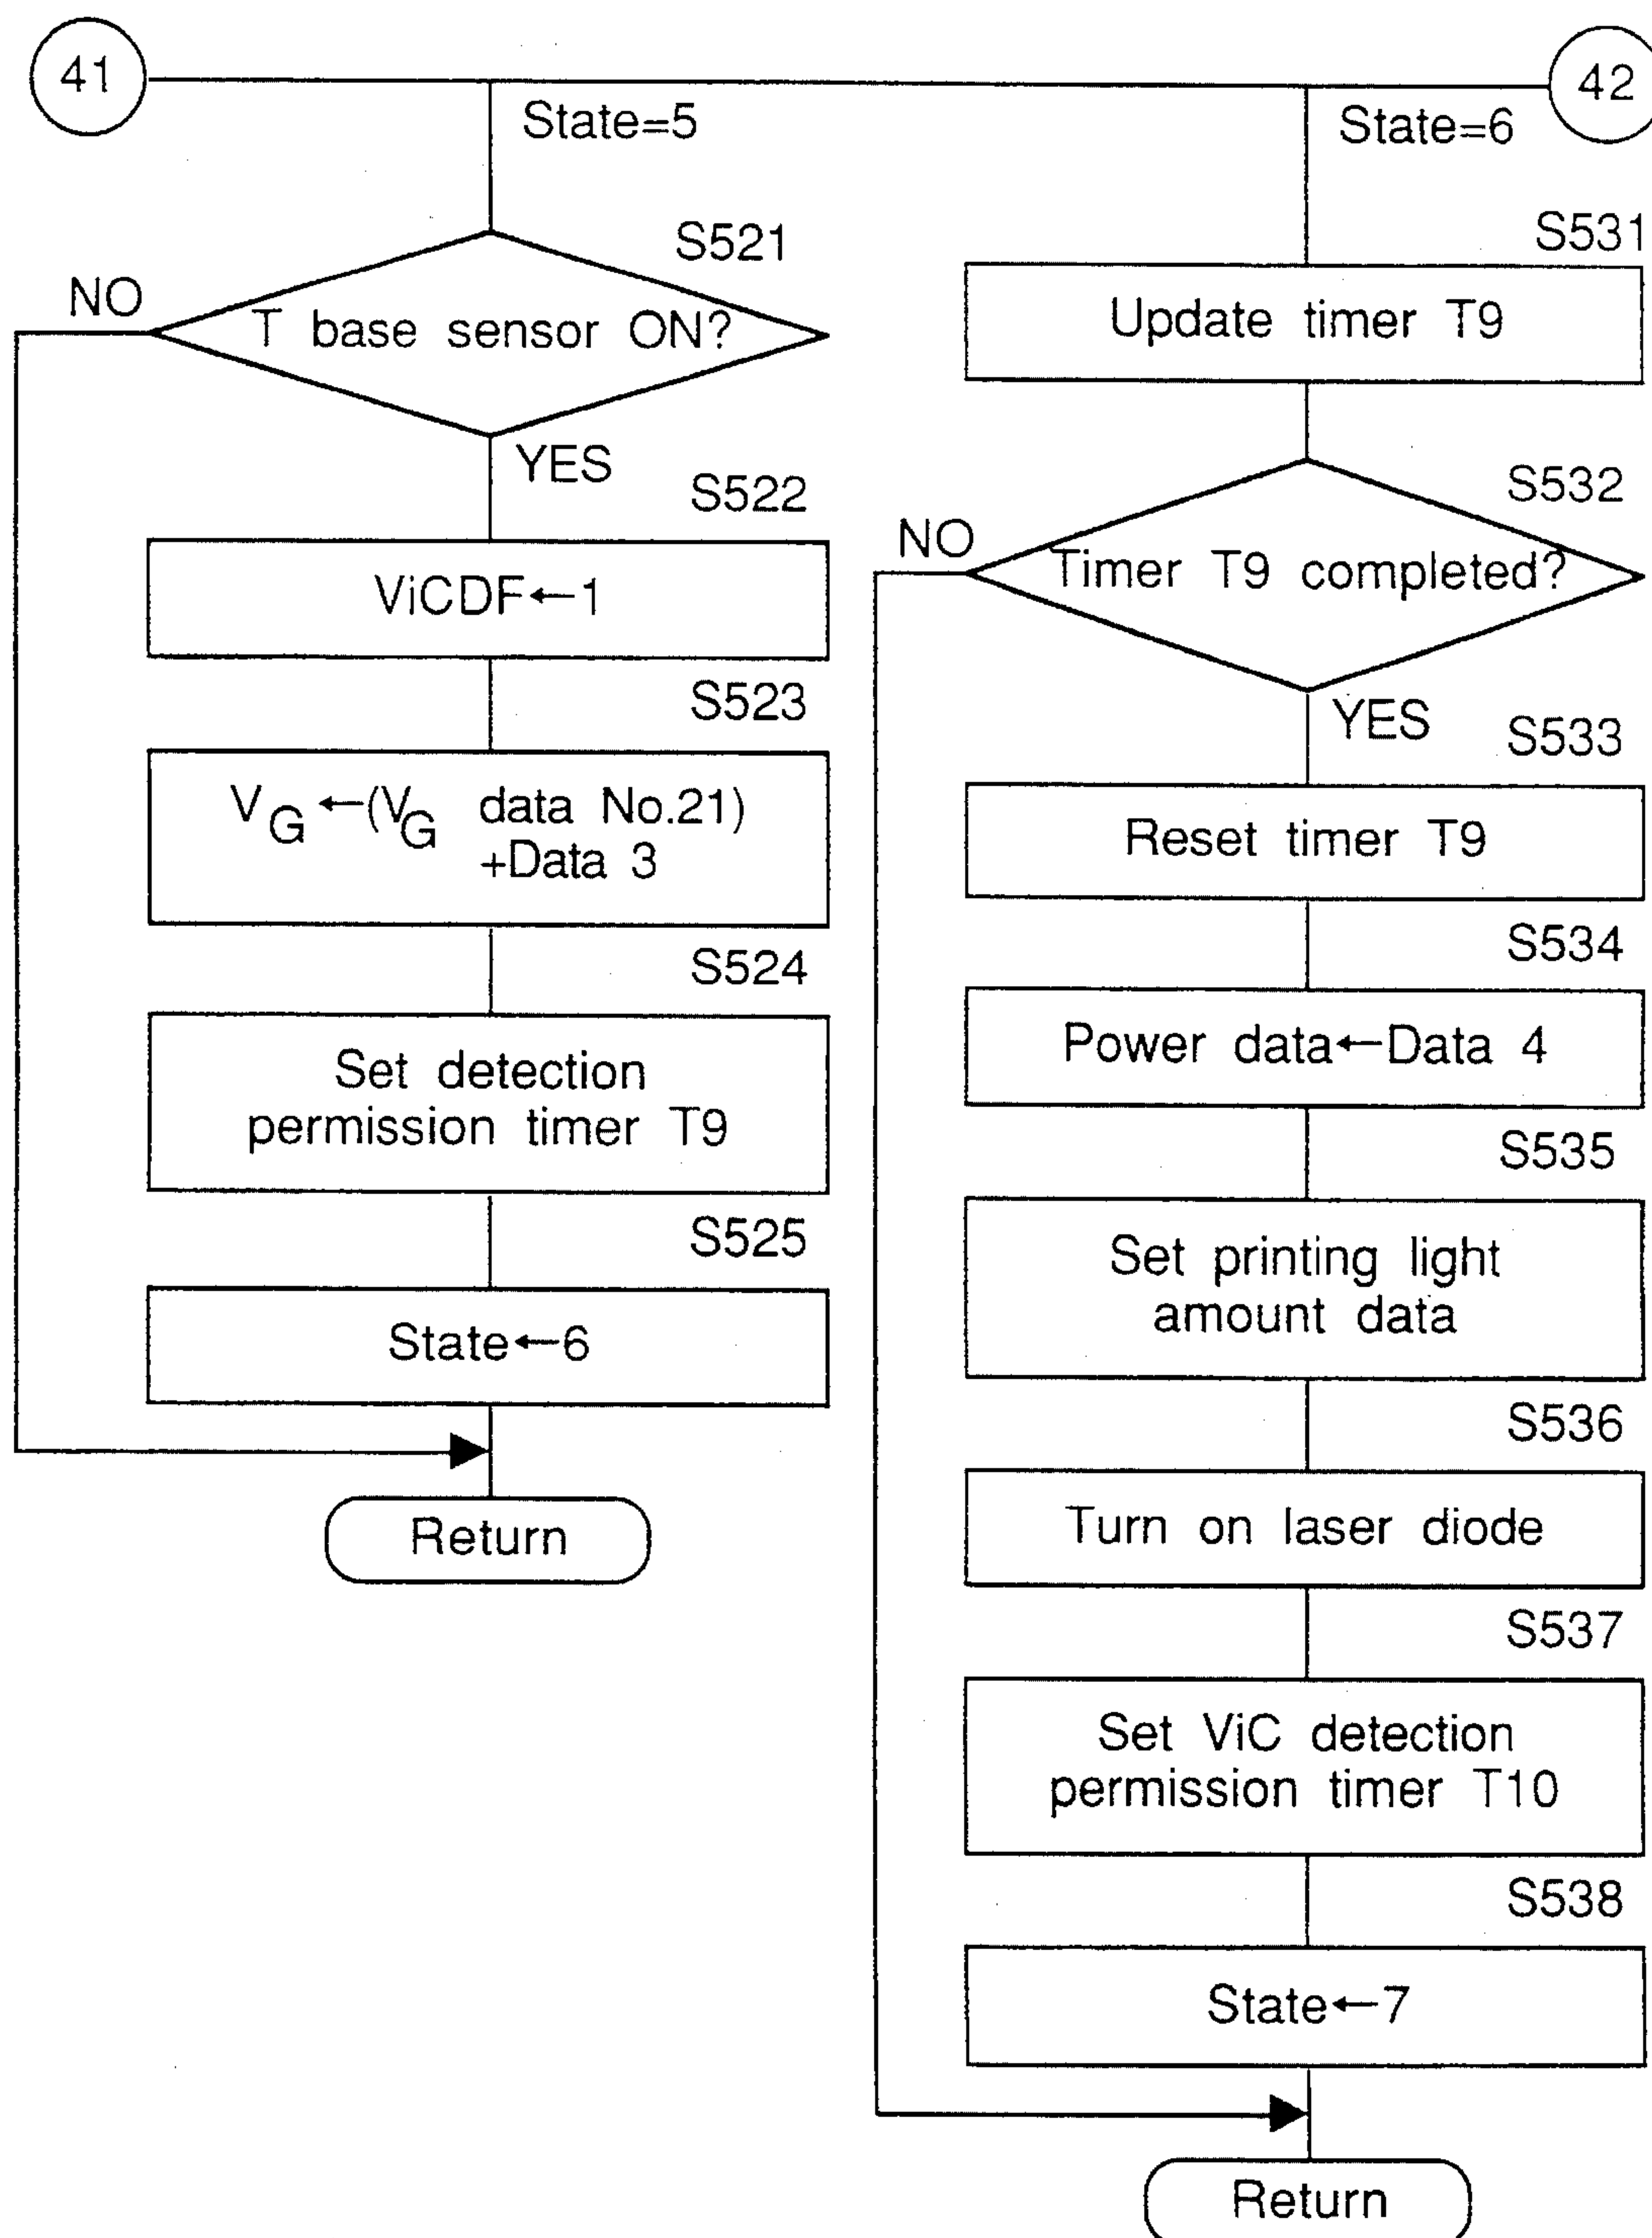 41
42
State=5
S521
NO
T base sensor ON?
YES
S522
ViCDF←1
S523
VG←(VG data No.21)
+Data 3
S524
Set detection
permission timer T9
S525
State←6
Return
State=6
S531
Update timer T9
S532
NO
Timer T9 completed?
YES
S533
Reset timer T9
S534
Power data←Data 4
S535
Set printing light
amount data
S536
Turn on laser diode
S537
Set ViC detection
permission timer T10
S538
State←7
Return